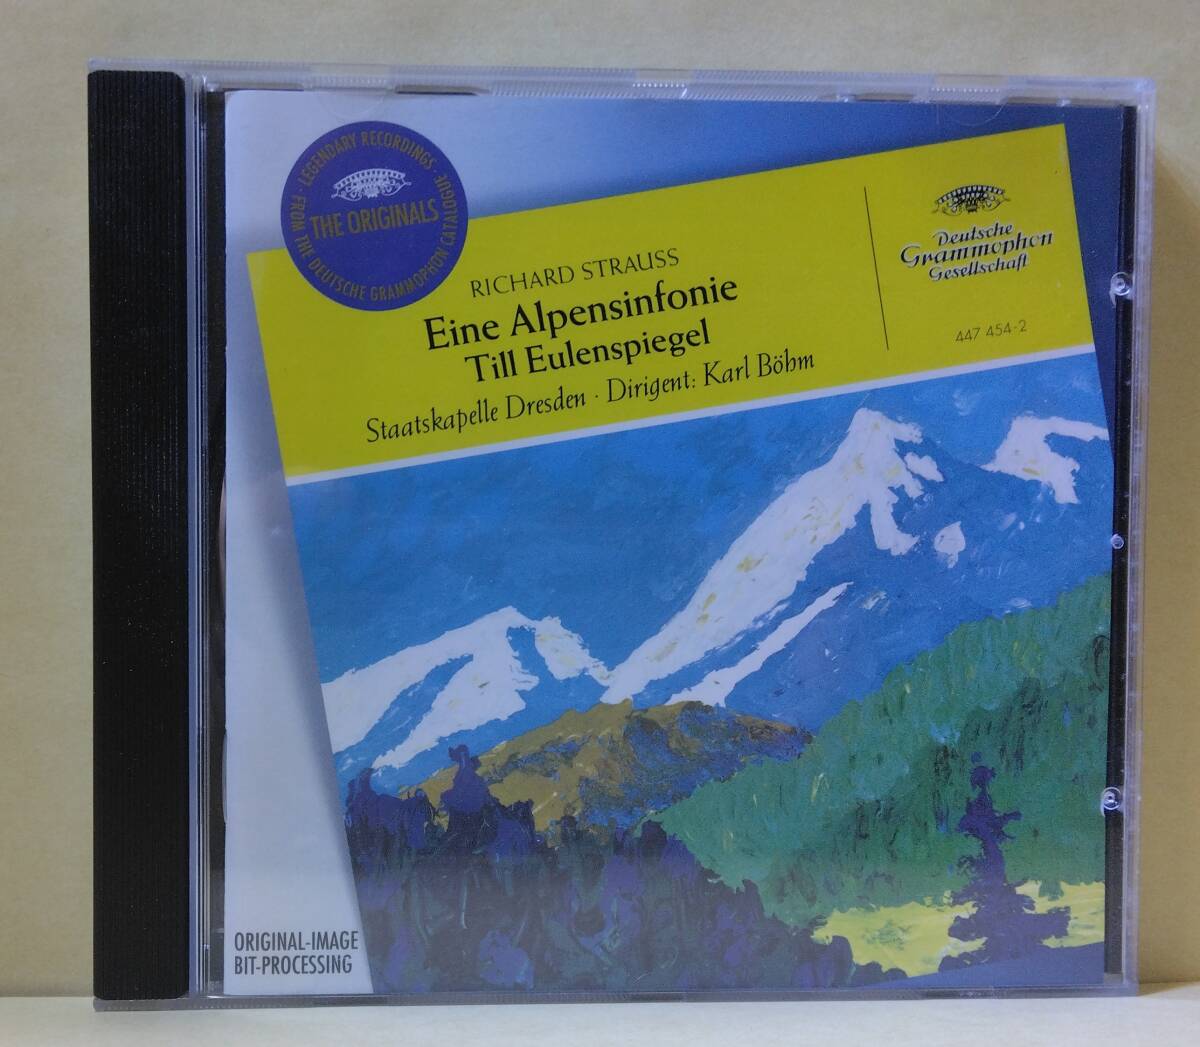 LEGENDARY RECORDINGS
FROM THE DEUTSCHE GRAMMOPHON CATALOGUE
THE ORIGINALS
RICHARD STRAUSS
Eine Alpensinfonie
Till Eulenspiegel
Staatskapelle Dresden · Dirigent: Karl Böhm
Deutsche
Grammophon
Gesellschaft
447 454-2
ORIGINAL-IMAGE
BIT-PROCESSING